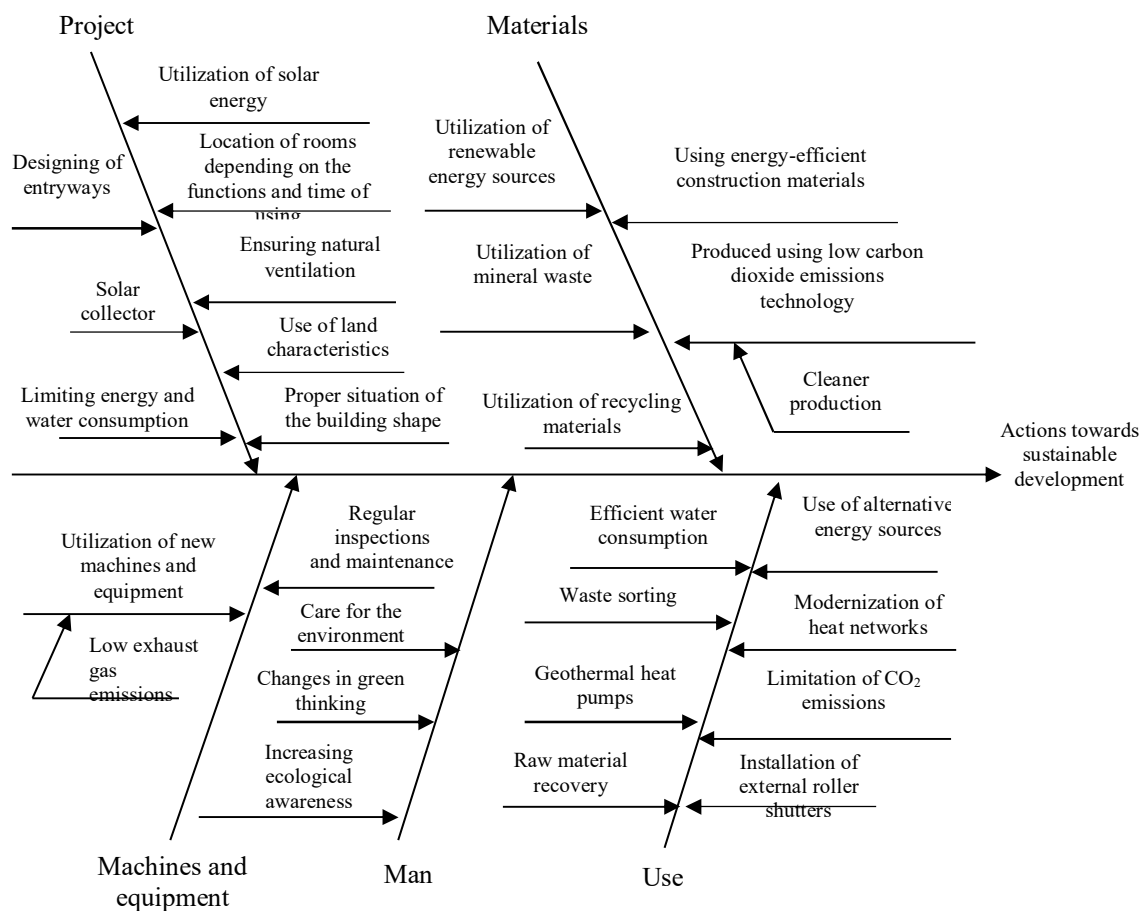 Project
Materials
Utilization of solar
energy
Designing of
entryways
Location of rooms
depending on the
functions and time of
using
Ensuring natural
ventilation
Solar
collector
Use of land
characteristics
Limiting energy and
water consumption
Proper situation of
the building shape
Utilization of
renewable
energy sources
Using energy-efficient
construction materials
Utilization of
mineral waste
Produced using low carbon
dioxide emissions
technology
Cleaner
production
Utilization of recycling
materials
Actions towards
sustainable
development
Utilization of new
machines and
equipment
Regular
inspections
and maintenance
Low exhaust
gas
emissions
Care for the
environment
Changes in green
thinking
Increasing
ecological
awareness
Efficient water
consumption
Use of alternative
energy sources
Waste sorting
Modernization of
heat networks
Geothermal heat
pumps
Limitation of CO₂
emissions
Raw material
recovery
Installation of
external roller
shutters
Machines and
equipment
Man
Use